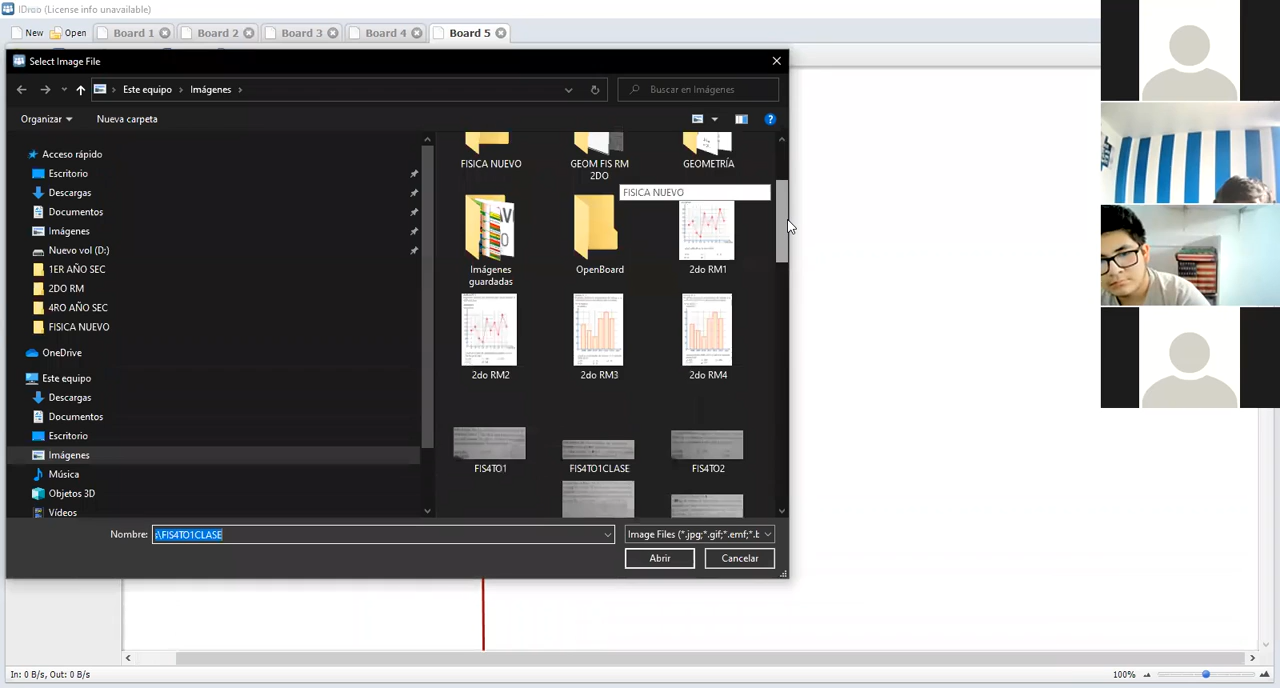 IDroo (License info unavailable)
New Open Board 1 Board 2 Board 3 Board 4 Board 5
Select Image File
Este equipo > Imágenes >
Buscar en Imágenes
Organizar
Nueva carpeta
Acceso rápido
Escritorio
Descargas
Documentos
Imágenes
Nuevo vol (D:)
1ER AÑO SEC
2DO RM
4RO AÑO SEC
FISICA NUEVO
OneDrive
Este equipo
Descargas
Documentos
Escritorio
Imágenes
Música
Objetos 3D
Vídeos
FISICA NUEVO
GEOM FIS RM
2DO
GEOMETRÍA
FISICA NUEVO
Imágenes
guardadas
OpenBoard
2do RM1
2do RM2
2do RM3
2do RM4
FIS4TO1
FIS4TO1CLASE
FIS4TO2
Nombre:
:\FIS4TO1CLASE
Image Files (*.jpg;*.gif;*.emf;*.b
Abrir
Cancelar
In: 0 B/s, Out: 0 B/s
100%